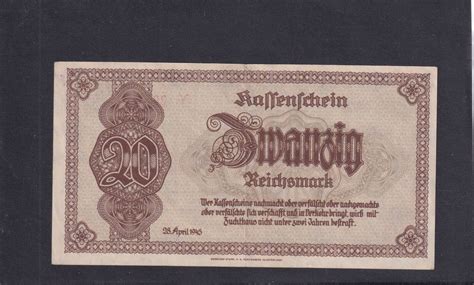 Kassenschein
20
Zwanzig
Reichsmark
Wer Kassenscheine nachmacht oder verfälscht oder nachgemachte
oder verfälschte sich verschafft und in Verkehr bringt, wird mit
Zuchthaus nicht unter zwei Jahren bestraft.
28. April 1945